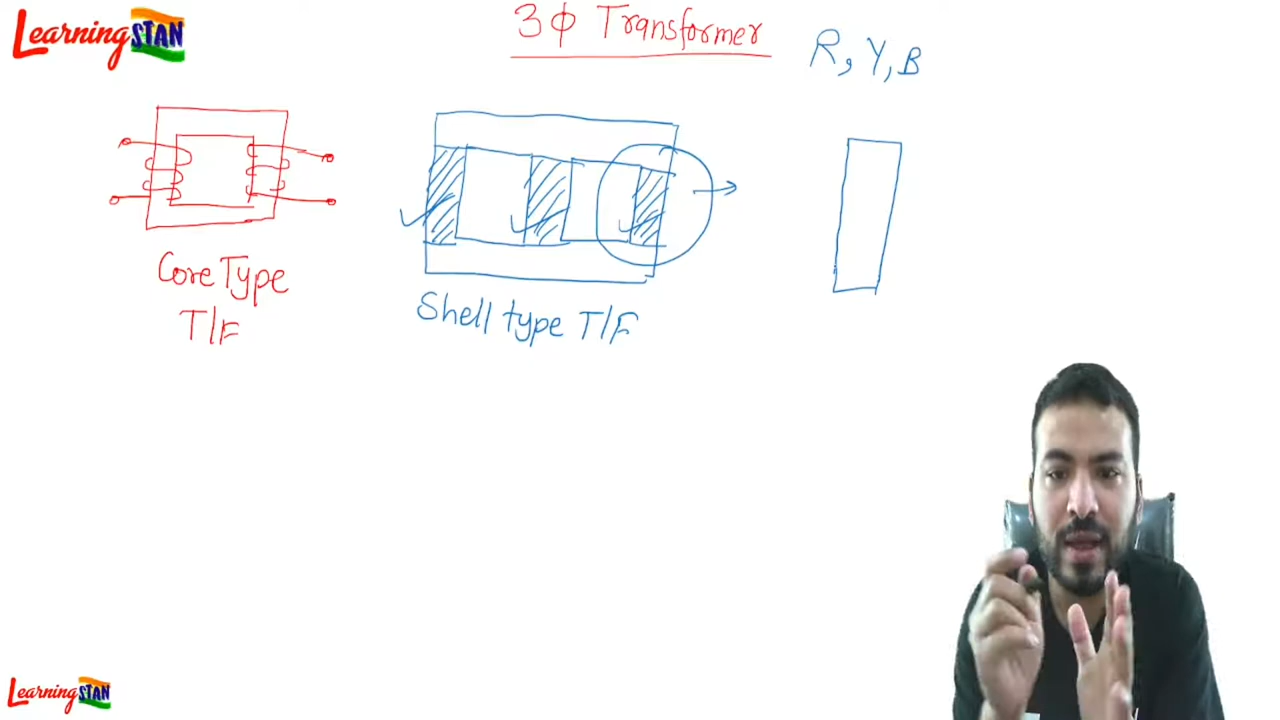 LearningSTAN
3ϕ Transformer
R, Y, B
Core Type
T/F
Shell type T/F
LearningSTAN